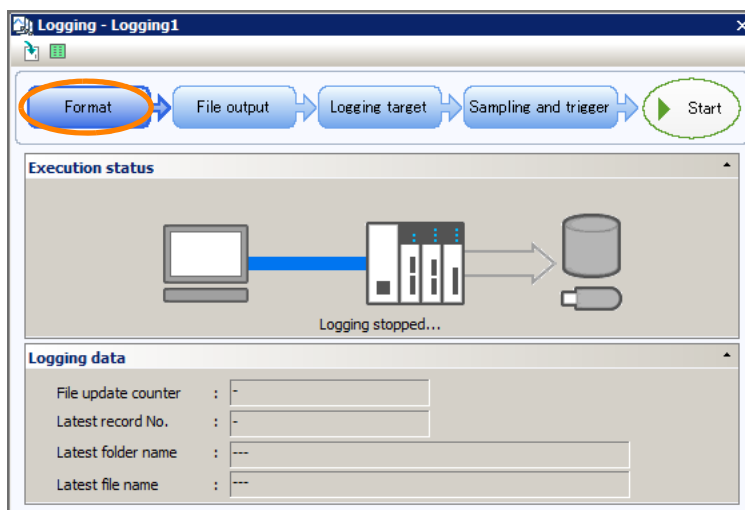 Logging - Logging1
Format File output Logging target Sampling and trigger Start
Execution status
Logging stopped...
Logging data
File update counter : -
Latest record No. : -
Latest folder name : ---
Latest file name : ---